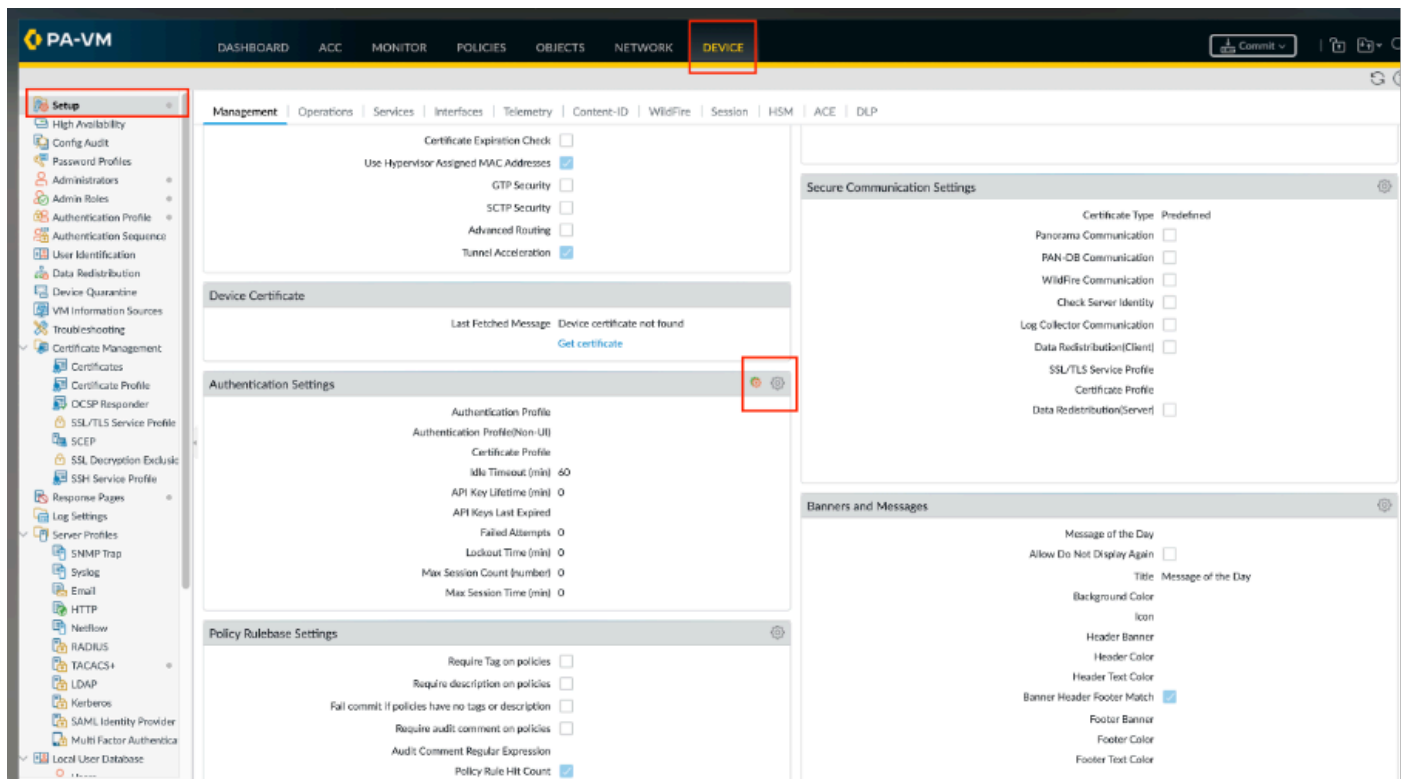 PA-VM
DASHBOARD ACC MONITOR POLICIES OBJECTS NETWORK DEVICE
Commit
Setup
High Availability
Config Audit
Password Profiles
Administrators
Admin Roles
Authentication Profile
Authentication Sequence
User Identification
Data Redistribution
Device Quarantine
VM Information Sources
Troubleshooting
Certificate Management
Certificates
Certificate Profile
OCSP Responder
SSL/TLS Service Profile
SCEP
SSL Decryption Exclusic
SSH Service Profile
Response Pages
Log Settings
Server Profiles
SNMP Trap
Syslog
Email
HTTP
Netflow
RADIUS
TACACS+
LDAP
Kerberos
SAML Identity Provider
Multi Factor Authentica
Local User Database
Management | Operations | Services | Interfaces | Telemetry | Content-ID | WildFire | Session | HSM | ACE | DLP
Certificate Expiration Check
Use Hypervisor Assigned MAC Addresses
GTP Security
SCTP Security
Advanced Routing
Tunnel Acceleration
Device Certificate
Last Fetched Message Device certificate not found
Get certificate
Authentication Settings
Authentication Profile
Authentication Profile(Non-UI)
Certificate Profile
Idle Timeout (min) 60
API Key Lifetime (min) 0
API Keys Last Expired
Failed Attempts 0
Lockout Time (min) 0
Max Session Count (number) 0
Max Session Time (min) 0
Policy Rulebase Settings
Require Tag on policies
Require description on policies
Fail commit if policies have no tags or description
Require audit comment on policies
Audit Comment Regular Expression
Policy Rule Hit Count
Secure Communication Settings
Certificate Type Predefined
Panorama Communication
PAN-DB Communication
WildFire Communication
Check Server Identity
Log Collector Communication
Data Redistribution(Client)
SSL/TLS Service Profile
Certificate Profile
Data Redistribution(Server)
Banners and Messages
Message of the Day
Allow Do Not Display Again
Title Message of the Day
Background Color
Icon
Header Banner
Header Color
Header Text Color
Banner Header Footer Match
Footer Banner
Footer Color
Footer Text Color